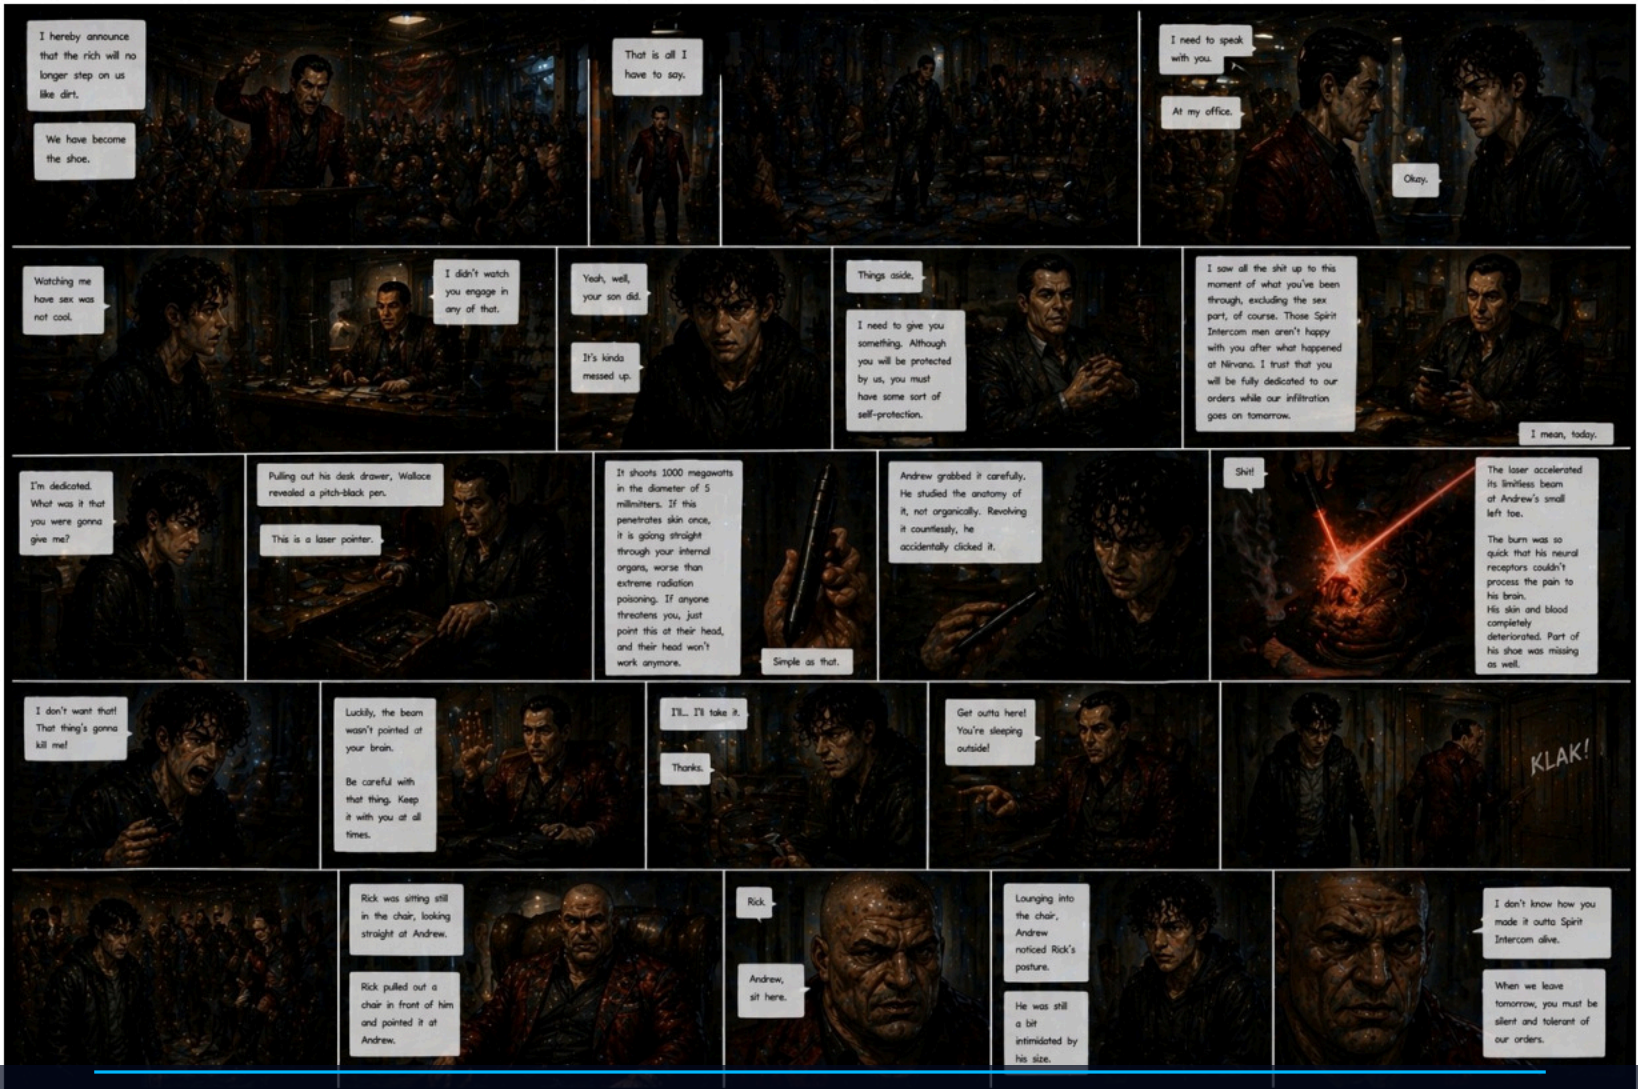 I hereby announce
that the rich will no
longer step on us
like dirt.
We have become
the shoe.
That is all I
have to say.
I need to speak
with you.
At my office.
Okay.
Watching me
have sex was
not cool.
I didn't watch
you engage in
any of that.
Yeah, well,
your son did.
It's kinda
messed up.
Things aside,
I need to give you
something. Although
you will be protected
by us, you must
have some sort of
self-protection.
I saw all the shit up to this
moment of what you've been
through, excluding the sex
part, of course. Those Spirit
Intercom men aren't happy
with you after what happened
at Nirvana. I trust that you
will be fully dedicated to our
orders while our infiltration
goes on tomorrow.
I mean, today.
I'm dedicated.
What was it that
you were gonna
give me?
Pulling out his desk drawer, Wallace
revealed a pitch-black pen.
This is a laser pointer.
It shoots 1000 megawatts
in the diameter of 5
millmitters. If this
penetrates skin once,
it is goiong straight
through your internal
organs, worse than
extreme radiation
poisoning. If anyone
threatens you, just
point this at their head,
and their head won't
work anymore.
Simple as that.
Andrew grabbed it carefully.
He studied the anatomy of
it, not organically. Revolving
it countlessly, he
accidentally clicked it.
Shit!
The laser accelerated
its limitless beam
at Andrew's small
left toe.
The burn was so
quick that his neural
receptors couldn't
process the pain to
his brain.
His skin and blood
completely
deteriorated. Part of
his shoe was missing
as well.
I don't want that!
That thing's gonna
kill me!
Luckily, the beam
wasn't pointed at
your brain.
Be careful with
that thing. Keep
it with you at all
times.
I'll... I'll take it.
Thanks.
Get outta here!
You're sleeping
outside!
KLAK!
Rick was sitting still
in the chair, looking
straight at Andrew.
Rick pulled out a
chair in front of him
and pointed it at
Andrew.
Rick.
Andrew,
sit here.
Lounging into
the chair,
Andrew
noticed Rick's
posture.
He was still
a bit
intimidated by
his size.
I don't know how you
made it outta Spirit
Intercom alive.
When we leave
tomorrow, you must be
silent and tolerant of
our orders.